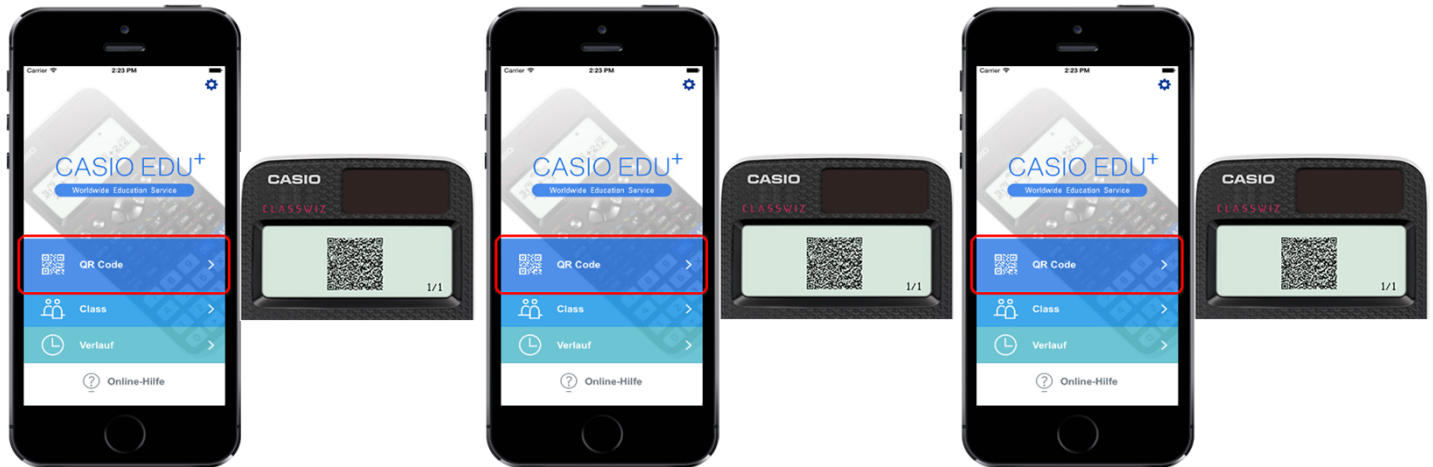 Carrier 2:23 PM
CASIO EDU+
Worldwide Education Service
QR Code
Class
Verlauf
Online-Hilfe
CASIO
CLASSWIZ
1/1
Carrier 2:23 PM
CASIO EDU+
Worldwide Education Service
QR Code
Class
Verlauf
Online-Hilfe
CASIO
CLASSWIZ
1/1
Carrier 2:23 PM
CASIO EDU+
Worldwide Education Service
QR Code
Class
Verlauf
Online-Hilfe
CASIO
CLASSWIZ
1/1